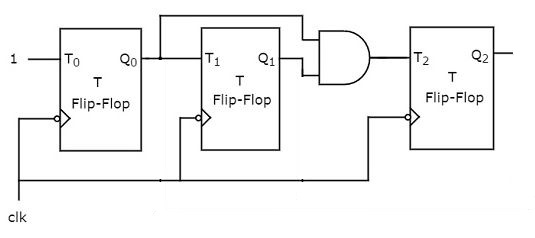 1
T₀ Q₀
T
Flip-Flop
T₁ Q₁
T
Flip-Flop
T₂ Q₂
T
Flip-Flop
clk